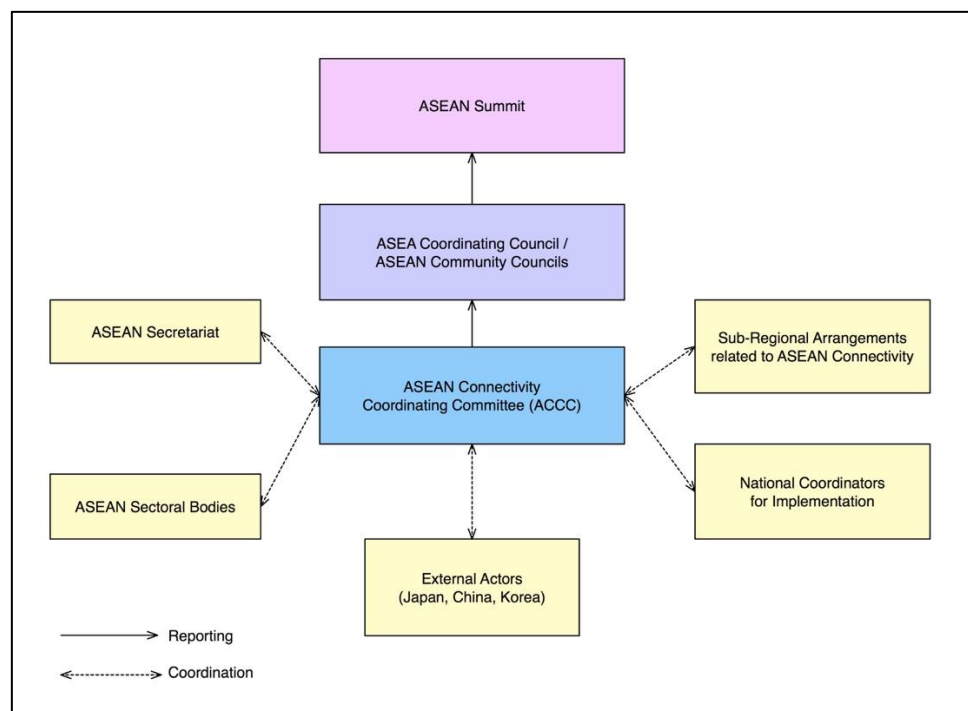 ASEAN Summit
ASEA Coordinating Council /
ASEAN Community Councils
ASEAN Secretariat
Sub-Regional Arrangements
related to ASEAN Connectivity
ASEAN Connectivity
Coordinating Committee (ACCC)
ASEAN Sectoral Bodies
National Coordinators
for Implementation
External Actors
(Japan, China, Korea)
Reporting
Coordination